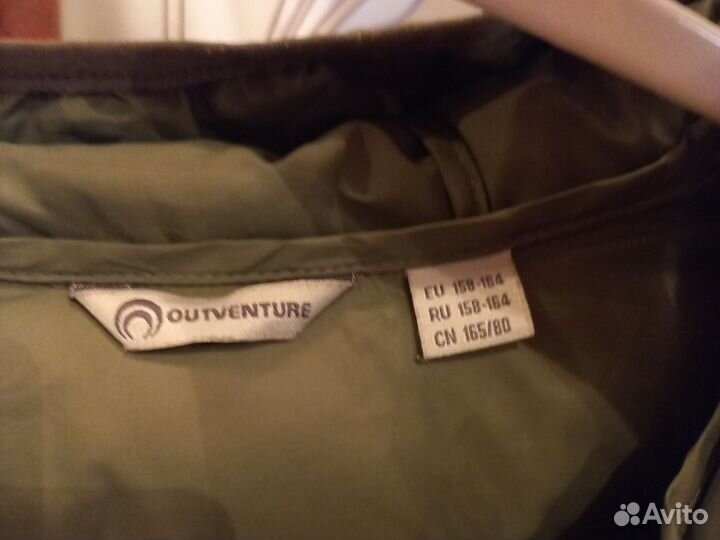 OUTVENTURE
EU 158-164
RU 158-164
CN 165/80
Avito